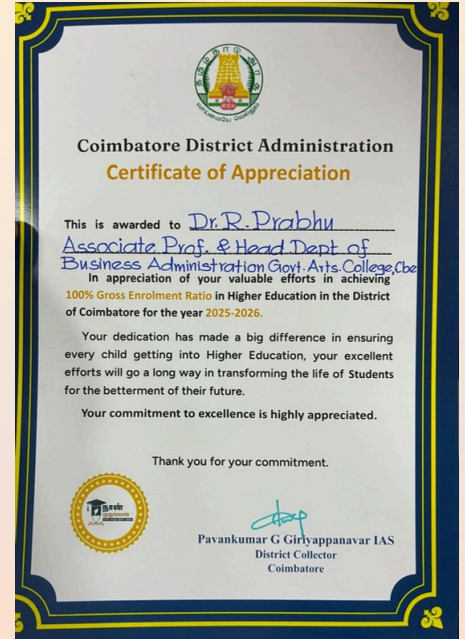 தமிழ்நாடு அரசு
வாய்மையே வெல்லும்
Coimbatore District Administration
Certificate of Appreciation
This is awarded to Dr.R.Prabhu
Associate Prof. & Head Dept of
Business Administration Govt.Arts.College,Cbe
In appreciation of your valuable efforts in achieving
100% Gross Enrolment Ratio in Higher Education in the District
of Coimbatore for the year 2025-2026.
Your dedication has made a big difference in ensuring
every child getting into Higher Education, your excellent
efforts will go a long way in transforming the life of Students
for the betterment of their future.
Your commitment to excellence is highly appreciated.
Thank you for your commitment.
நான்
முதல்வன்
Pavankumar G Giriyappanavar IAS
District Collector
Coimbatore